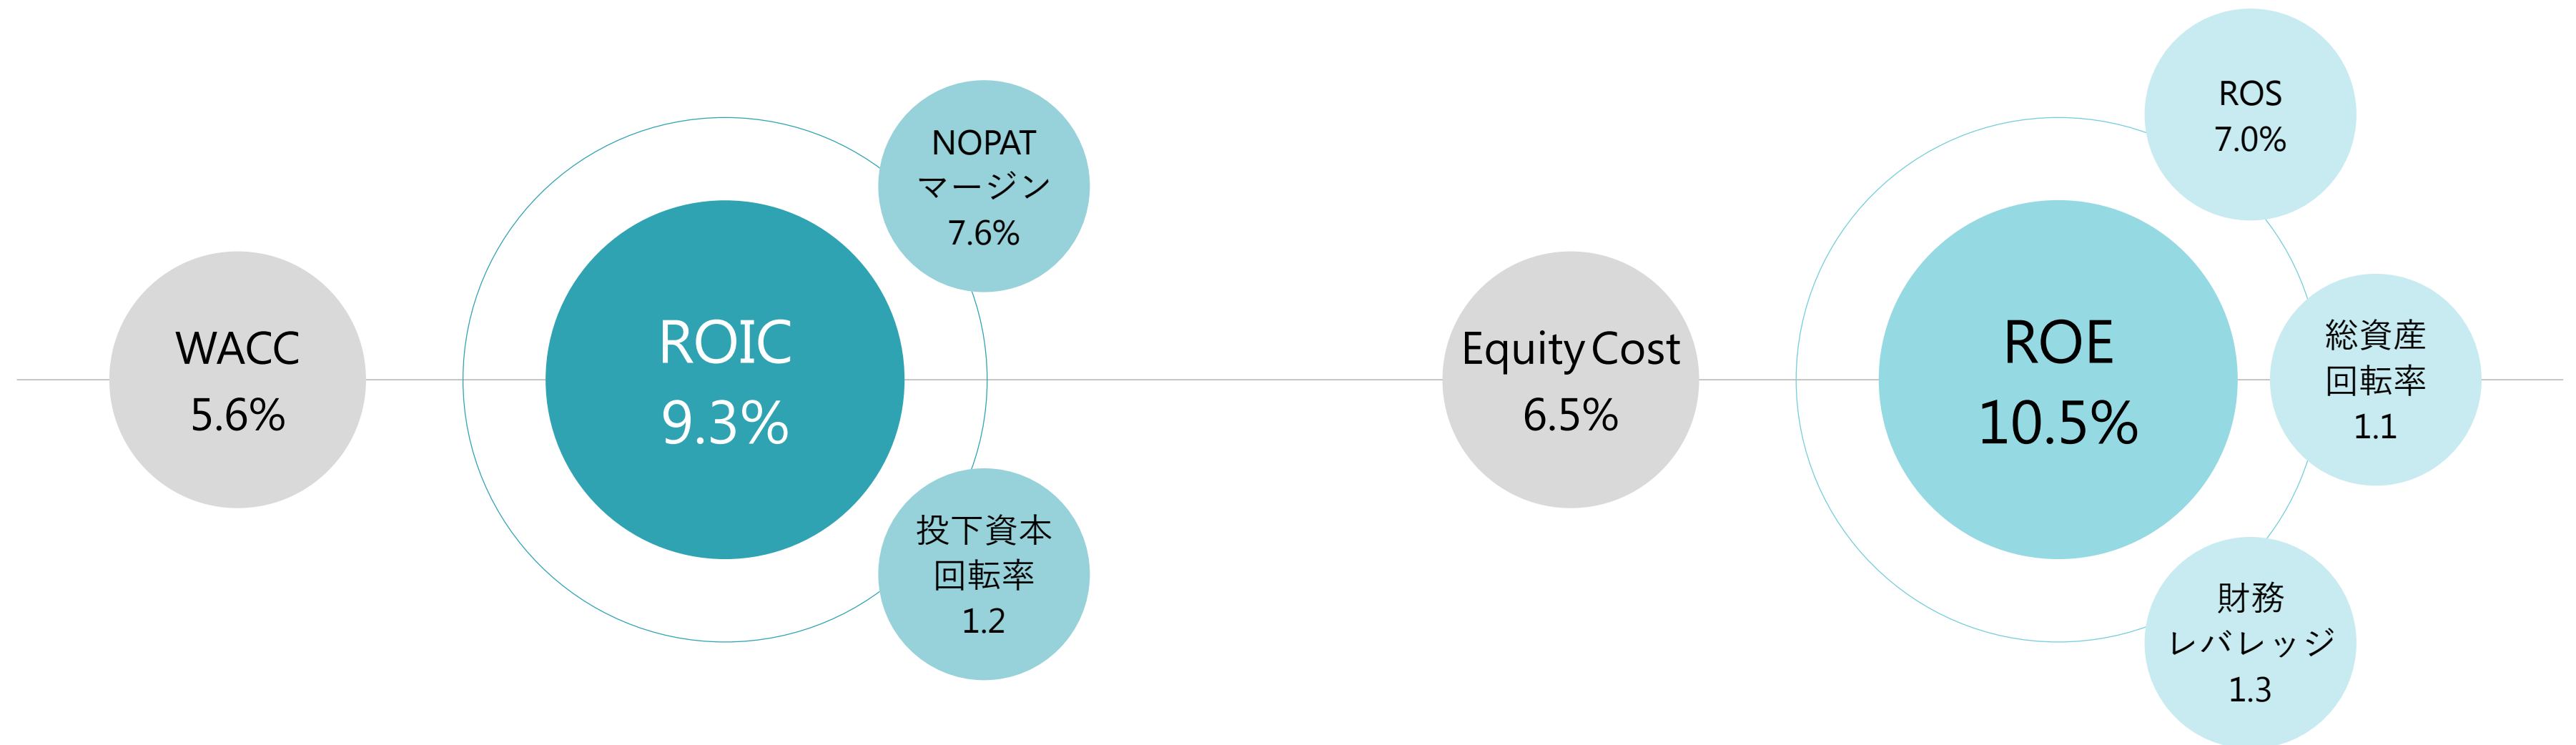 WACC
5.6%
ROIC
9.3%
NOPAT
マージン
7.6%
投下資本
回転率
1.2
Equity Cost
6.5%
ROE
10.5%
ROS
7.0%
総資産
回転率
1.1
財務
レバレッジ
1.3